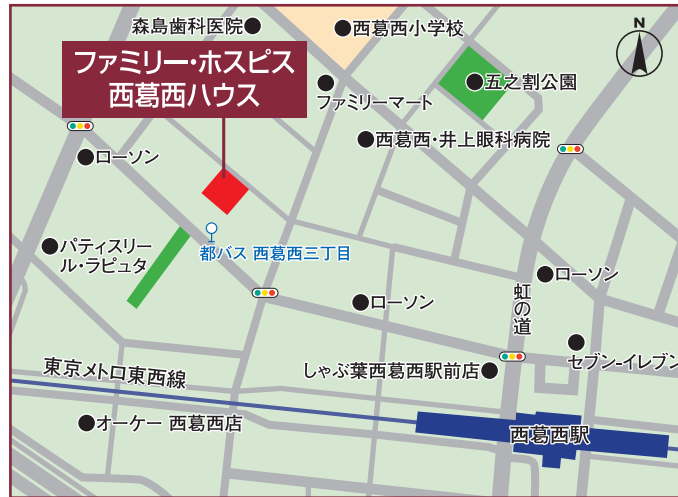 森島歯科医院
西葛西小学校
N
ファミリー・ホスピス
西葛西ハウス
ファミリーマート
五之割公園
西葛西・井上眼科病院
ローソン
パティスリー
ル・ラピュタ
都バス 西葛西三丁目
ローソン
ローソン
虹の道
セブン-イレブン
しゃぶ葉西葛西駅前店
東京メトロ東西線
オーケー 西葛西店
西葛西駅